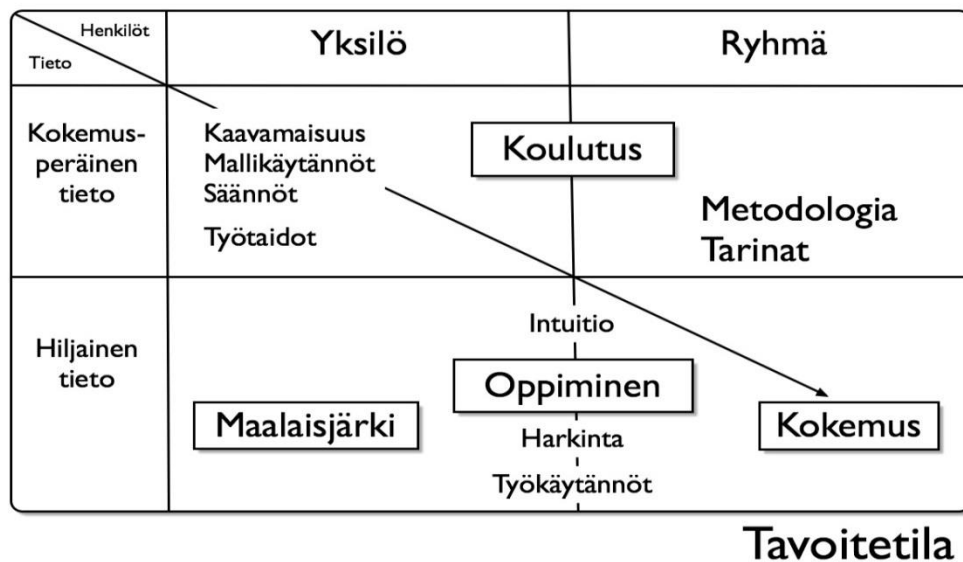 Henkilöt
Tieto
Yksilö
Ryhmä
Kokemus-
peräinen
tieto
Kaavamaisuus
Mallikäytännöt
Säännöt
Työtaidot
Koulutus
Metodologia
Tarinat
Hiljainen
tieto
Maalaisjärki
Intuitio
Oppiminen
Harkinta
Työkäytännöt
Kokemus
Tavoitetila